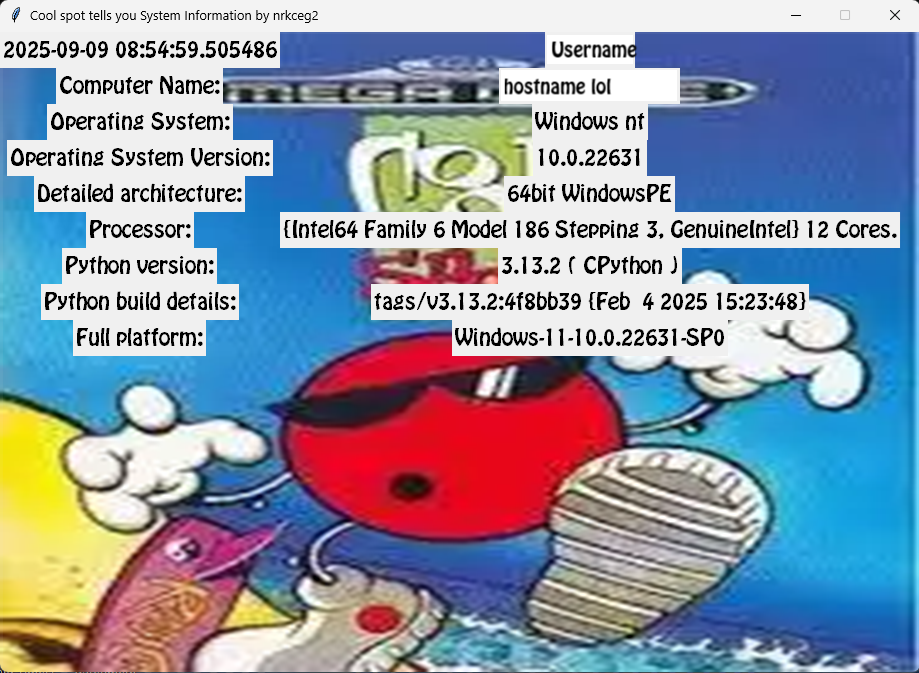 Cool spot tells you System Information by nrkceg2
2025-09-09 08:54:59.505486 Username
Computer Name: hostname lol
Operating System: Windows nt
Operating System Version: 10.0.22631
Detailed architecture: 64bit WindowsPE
Processor: {Intel64 Family 6 Model 186 Stepping 3, GenuineIntel} 12 Cores.
Python version: 3.13.2 ( CPython )
Python build details: tags/v3.13.2:4f8bb39 {Feb  4 2025 15:23:48}
Full platform: Windows-11-10.0.22631-SP0